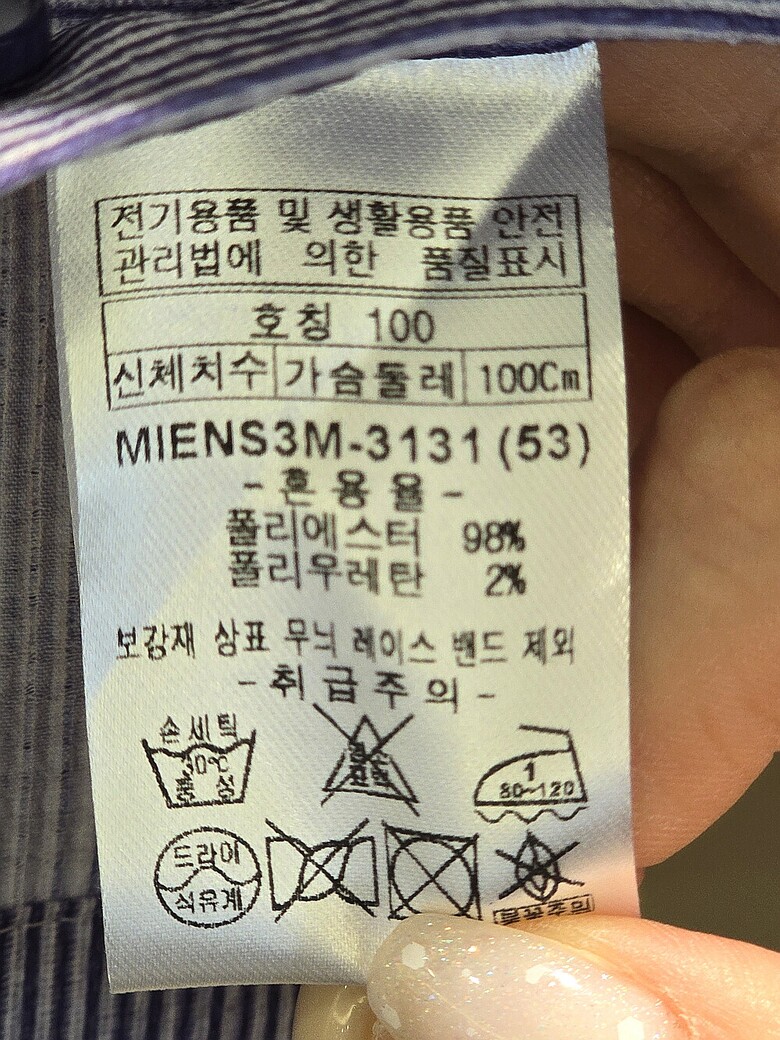 전기용품 및 생활용품 안전
관리법에 의한 품질표시
호칭 100
신체치수 가슴둘레 100Cm
MIENS3M-3131(53)
-혼용율-
폴리에스터 98%
폴리우레탄 2%
보강재 상표 무늬 레이스 밴드 제외
-취급주의-
손세탁
30℃
중성
염소
표백
1
80~120
드라이
석유계